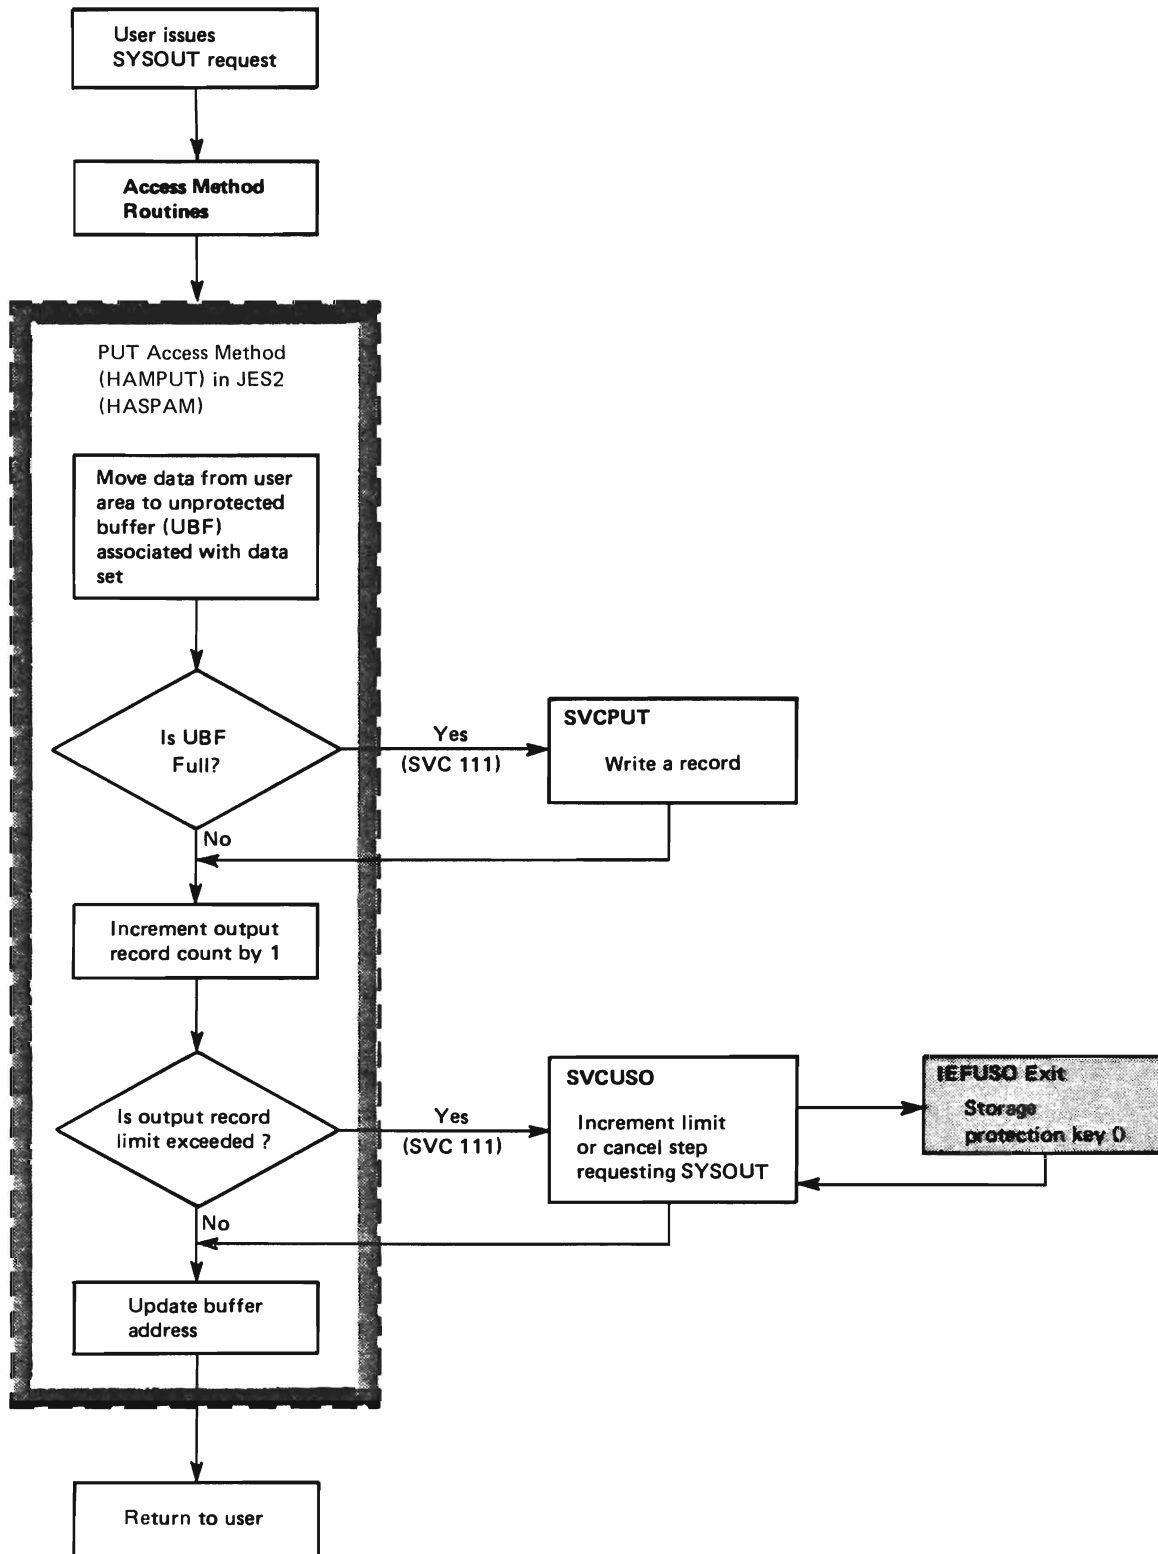 User issues
SYSOUT request
Access Method
Routines
PUT Access Method
(HAMPUT) in JES2
(HASPAM)
Move data from user
area to unprotected
buffer (UBF)
associated with data
set
Is UBF
Full?
Yes
(SVC 111)
SVCPUT
Write a record
No
Increment output
record count by 1
Is output record
limit exceeded ?
Yes
(SVC 111)
SVCUSO
Increment limit
or cancel step
requesting SYSOUT
IEFUSO Exit
Storage
protection key 0
No
Update buffer
address
Return to user